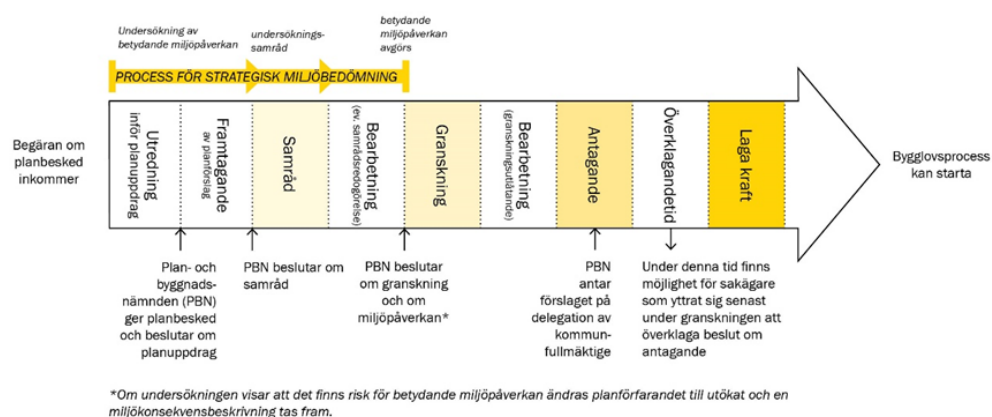 Undersökning av
betydande miljöpåverkan
undersöknings-
samråd
betydande
miljöpåverkan
avgörs
PROCESS FÖR STRATEGISK MILJÖBEDÖMNING
Begäran om
planbesked
inkommer
Utredning
inför planuppdrag
Framtagande
av planförslag
Samråd
Bearbetning
(ev. samrådsredogörelse)
Granskning
Bearbetning
(granskningsutlåtande)
Antagande
Överklagandetid
Laga kraft
Bygglovsprocess
kan starta
Plan- och
byggnads-
nämnden (PBN)
ger planbesked
och beslutar om
planuppdrag
PBN beslutar om
samråd
PBN beslutar
om granskning
och om
miljöpåverkan*
PBN
antar
förslaget på
delegation av
kommun-
fullmäktige
Under denna tid finns
möjlighet för sakägare
som yttrat sig senast
under granskningen att
överklaga beslut om
antagande
*Om undersökningen visar att det finns risk för betydande miljöpåverkan ändras planförfarandet till utökat och en
miljökonsekvensbeskrivning tas fram.